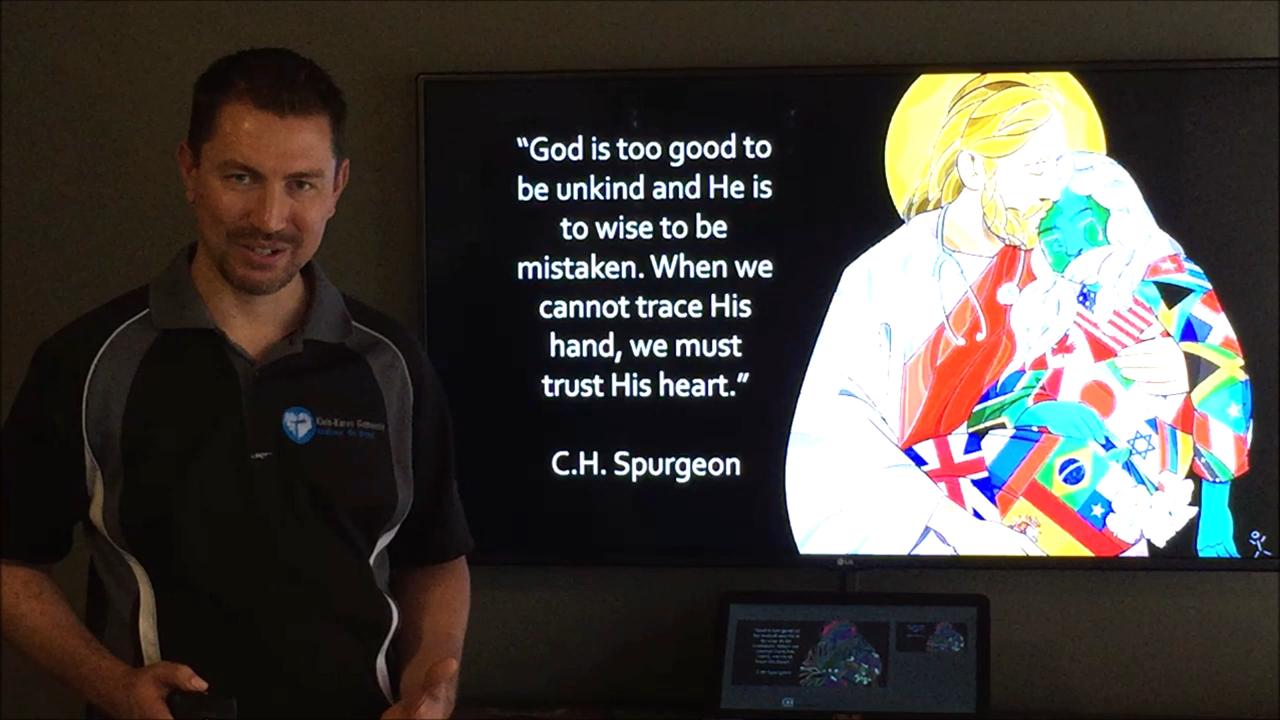 “God is too good to
be unkind and He is
to wise to be
mistaken. When we
cannot trace His
hand, we must
trust His heart.”
C.H. Spurgeon
LG